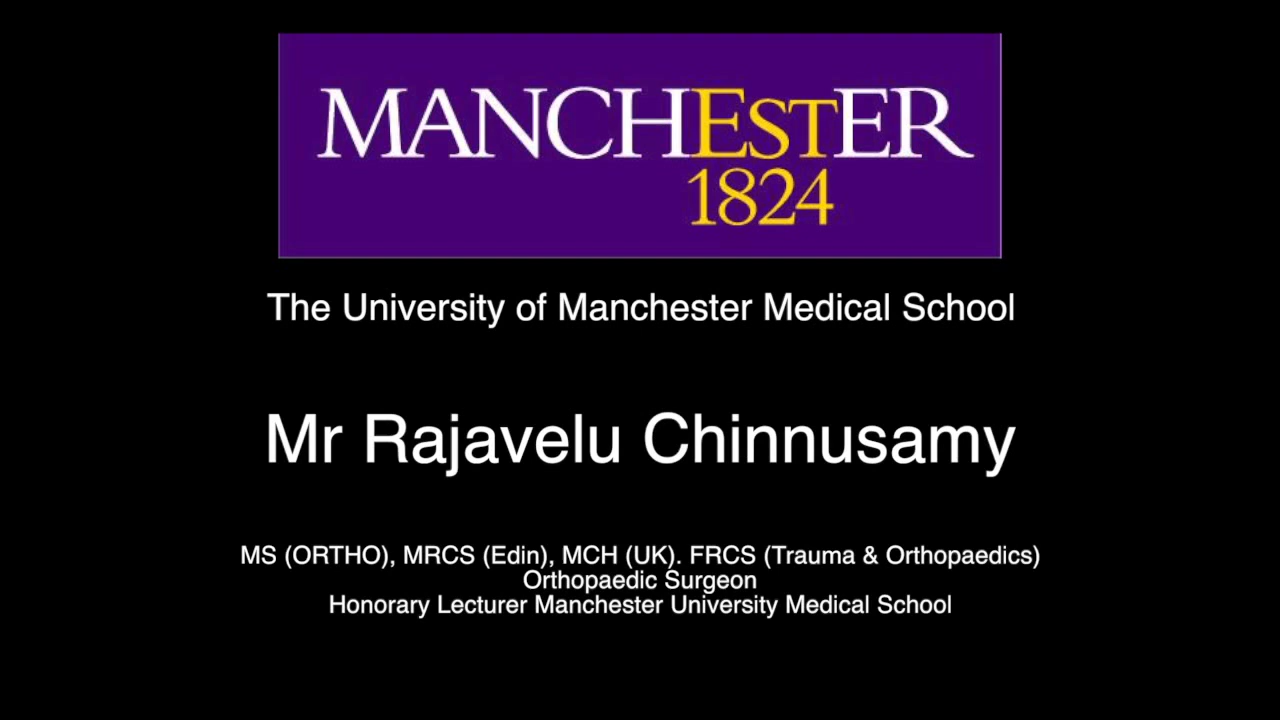 MANCHESTER
1824
The University of Manchester Medical School
Mr Rajavelu Chinnusamy
MS (ORTHO), MRCS (Edin), MCH (UK). FRCS (Trauma & Orthopaedics)
Orthopaedic Surgeon
Honorary Lecturer Manchester University Medical School